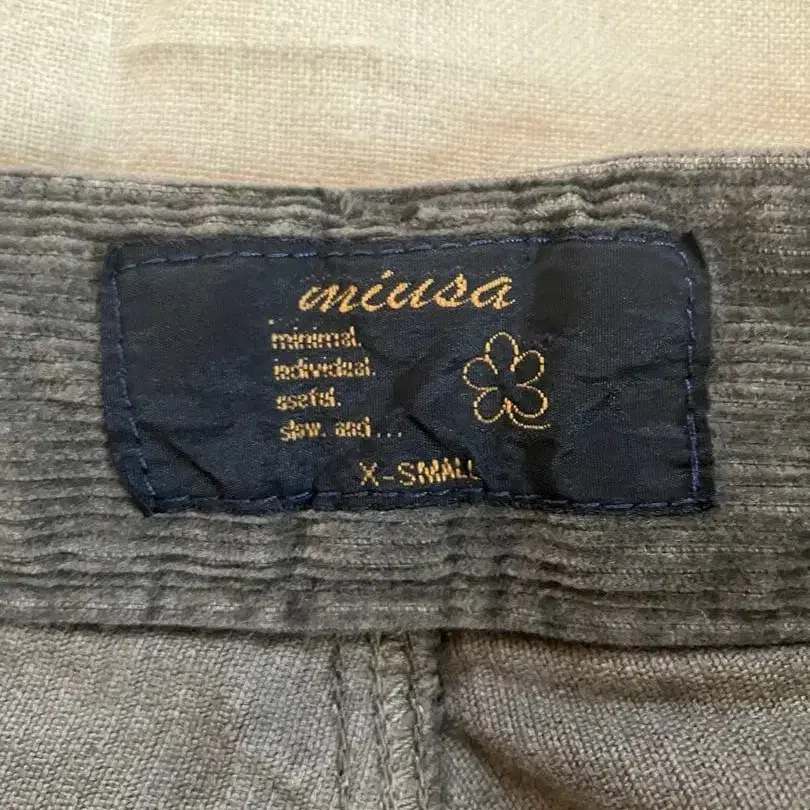 miusa
minimal.
individual.
useful.
slow. and...
X-SMALL